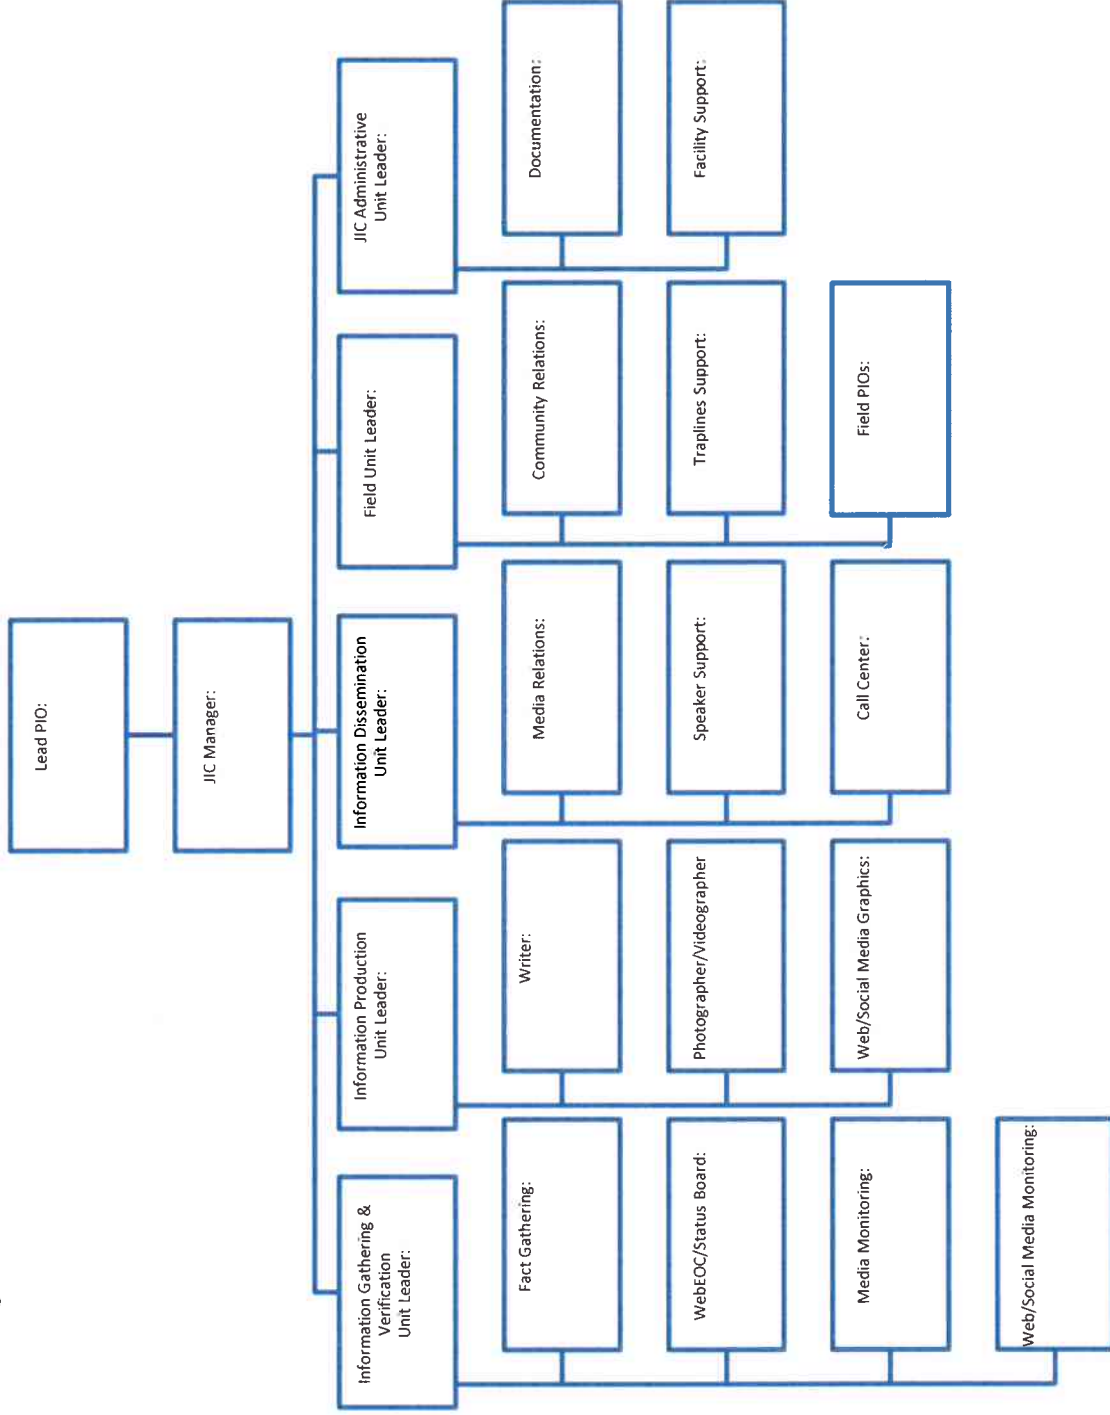 Lead PIO:
JIC Manager:
Information Gathering &
Verification
Unit Leader:
Fact Gathering:
WebEOC/Status Board:
Media Monitoring:
Web/Social Media Monitoring:
Information Production
Unit Leader:
Writer:
Photographer/Videographer
Web/Social Media Graphics:
Information Dissemination
Unit Leader:
Media Relations:
Speaker Support:
Call Center:
Field Unit Leader:
Community Relations:
Traplines Support:
Field PIOs:
JIC Administrative
Unit Leader:
Documentation:
Facility Support: